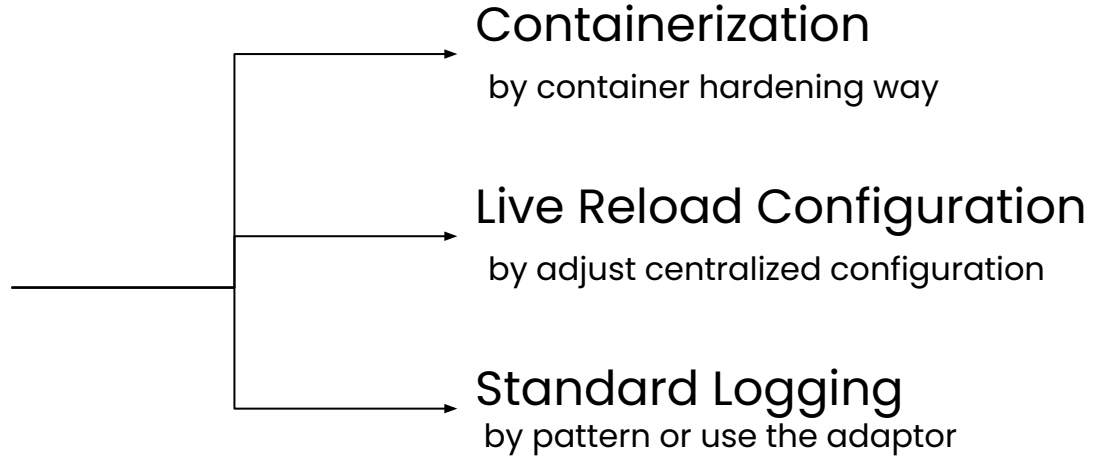 Containerization
by container hardening way
Live Reload Configuration
by adjust centralized configuration
Standard Logging
by pattern or use the adaptor